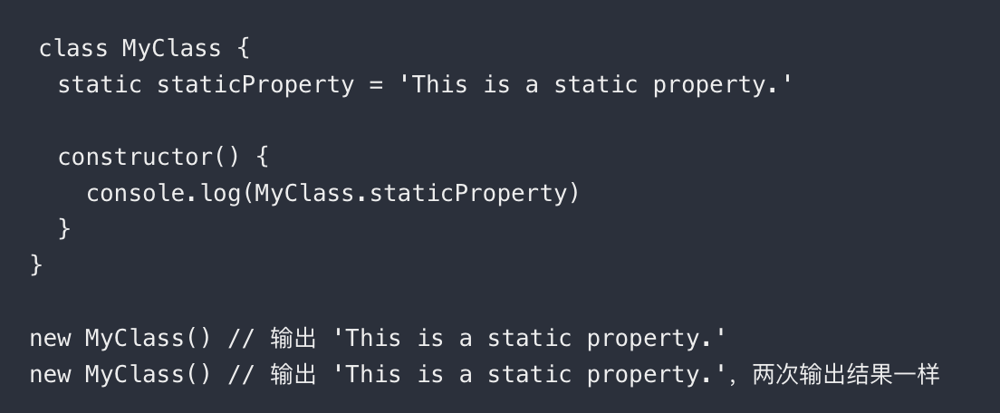 class MyClass {
static staticProperty = 'This is a static property.'
constructor() {
console.log(MyClass.staticProperty)
}
}
new MyClass() // 输出 'This is a static property.'
new MyClass() // 输出 'This is a static property.', 两次输出结果一样